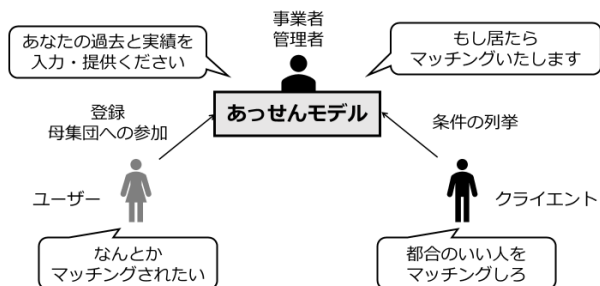 事業者
管理者
あなたの過去と実績を
入力・提供ください
もし居たら
マッチングいたします
あっせんモデル
登録
母集団への参加
条件の列挙
ユーザー
クライエント
なんとか
マッチングされたい
都合のいい人を
マッチングしろ